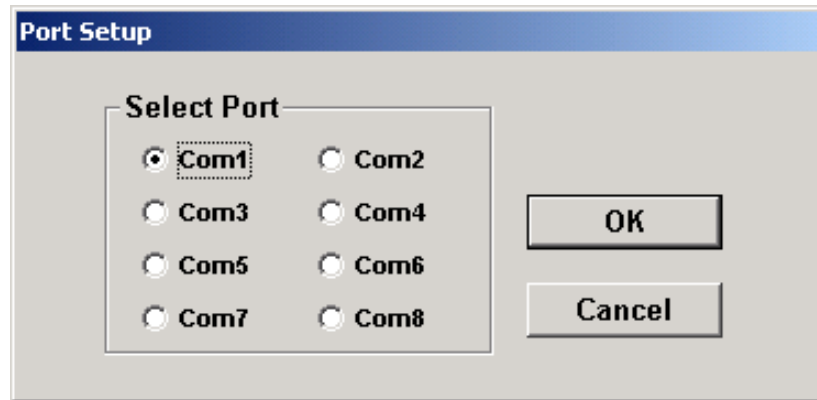 Port Setup
Select Port
Com1 Com2
Com3 Com4
Com5 Com6
Com7 Com8
OK
Cancel